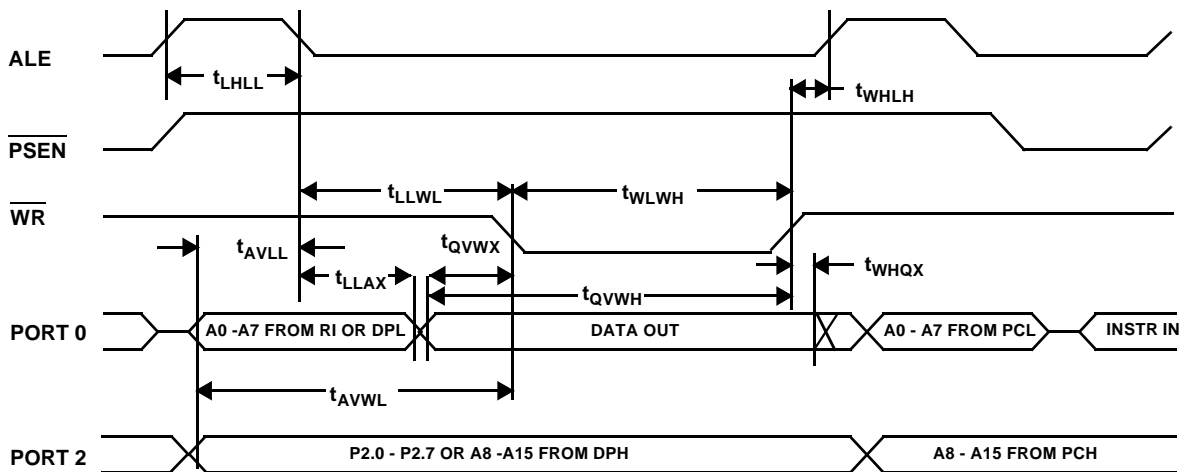 ALE
tLHLL
tWHLH
PSEN
tLLWL
tWLWH
WR
tAVLL
tQVWX
tLLAX
tWHQX
tQVWH
PORT 0
A0 -A7 FROM RI OR DPL
DATA OUT
A0 - A7 FROM PCL
INSTR IN
tAVWL
PORT 2
P2.0 - P2.7 OR A8 -A15 FROM DPH
A8 - A15 FROM PCH